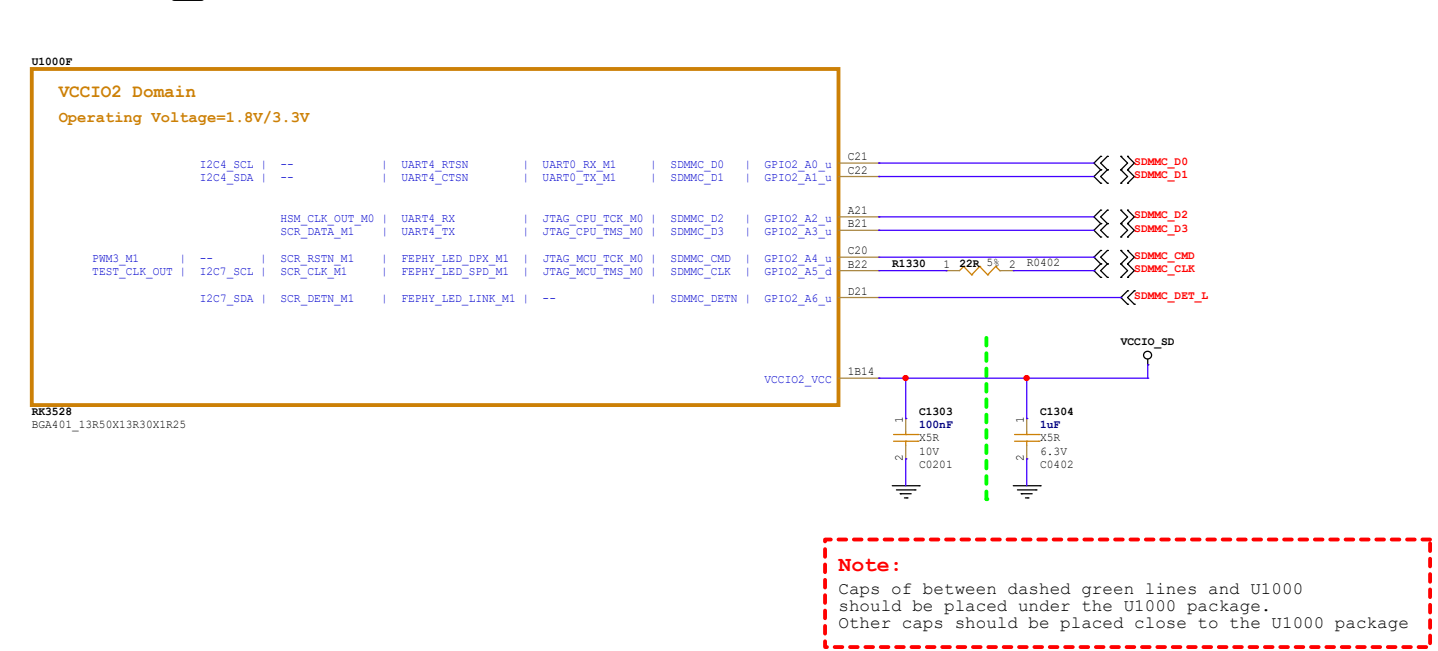 U1000F
VCCIO2 Domain
Operating Voltage=1.8V/3.3V
I2C4_SCL | -- | UART4_RTSN | UART0_RX_M1 | SDMMC_D0 | GPIO2_A0_u C21 SDMMC_D0
I2C4_SDA | -- | UART4_CTSN | UART0_TX_M1 | SDMMC_D1 | GPIO2_A1_u C22 SDMMC_D1
HSM_CLK_OUT_M0 | UART4_RX | JTAG_CPU_TCK_M0 | SDMMC_D2 | GPIO2_A2_u A21 SDMMC_D2
SCR_DATA_M1 | UART4_TX | JTAG_CPU_TMS_M0 | SDMMC_D3 | GPIO2_A3_u B21 SDMMC_D3
PWM3_M1 | -- | SCR_RSTN_M1 | FEPHY_LED_DPX_M1 | JTAG_MCU_TCK_M0 | SDMMC_CMD | GPIO2_A4_u C20 SDMMC_CMD
TEST_CLK_OUT | I2C7_SCL | SCR_CLK_M1 | FEPHY_LED_SPD_M1 | JTAG_MCU_TMS_M0 | SDMMC_CLK | GPIO2_A5_d B22 R1330 1 22R 5% 2 R0402 SDMMC_CLK
I2C7_SDA | SCR_DETN_M1 | FEPHY_LED_LINK_M1 | -- | SDMMC_DETN | GPIO2_A6_u D21 SDMMC_DET_L
VCCIO_SD
VCCIO2_VCC 1B14
RK3528
BGA401_13R50X13R30X1R25
1 C1303
100nF
X5R
10V
2 C0201
1 C1304
1uF
X5R
6.3V
2 C0402
Note:
Caps of between dashed green lines and U1000
should be placed under the U1000 package.
Other caps should be placed close to the U1000 package